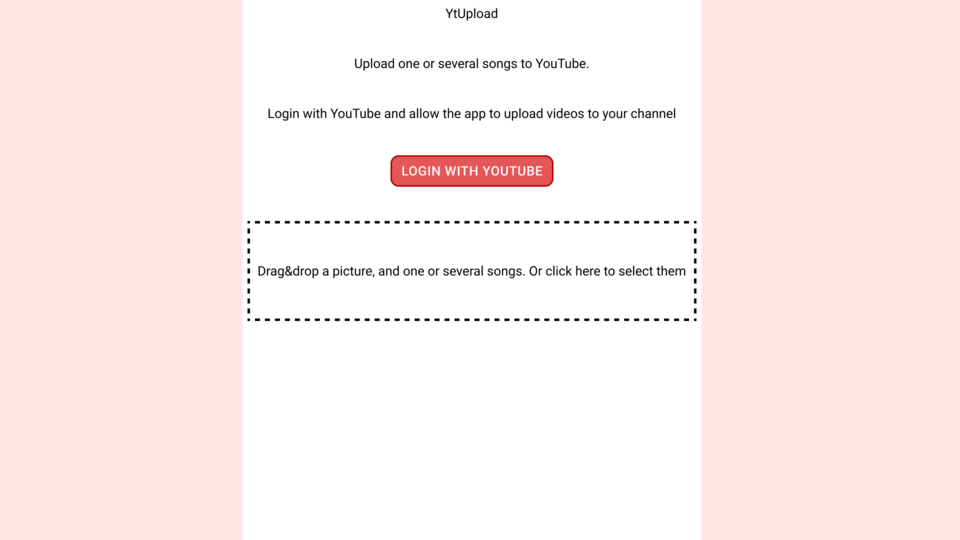 YtUpload
Upload one or several songs to YouTube.
Login with YouTube and allow the app to upload videos to your channel
LOGIN WITH YOUTUBE
Drag&drop a picture, and one or several songs. Or click here to select them